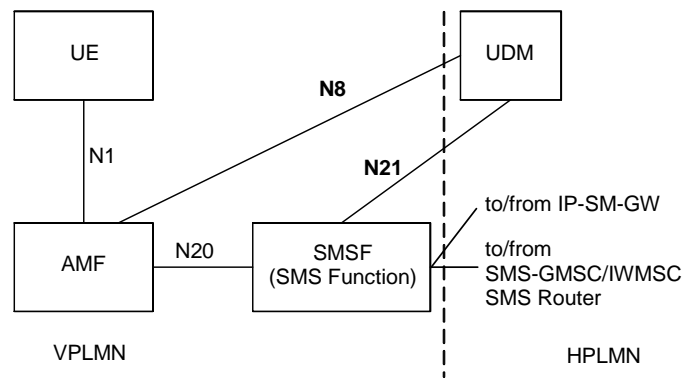 UE
UDM
N8
N1
N21
to/from IP-SM-GW
AMF
N20
SMSF
(SMS Function)
to/from
SMS-GMSC/IWMSC
SMS Router
VPLMN
HPLMN